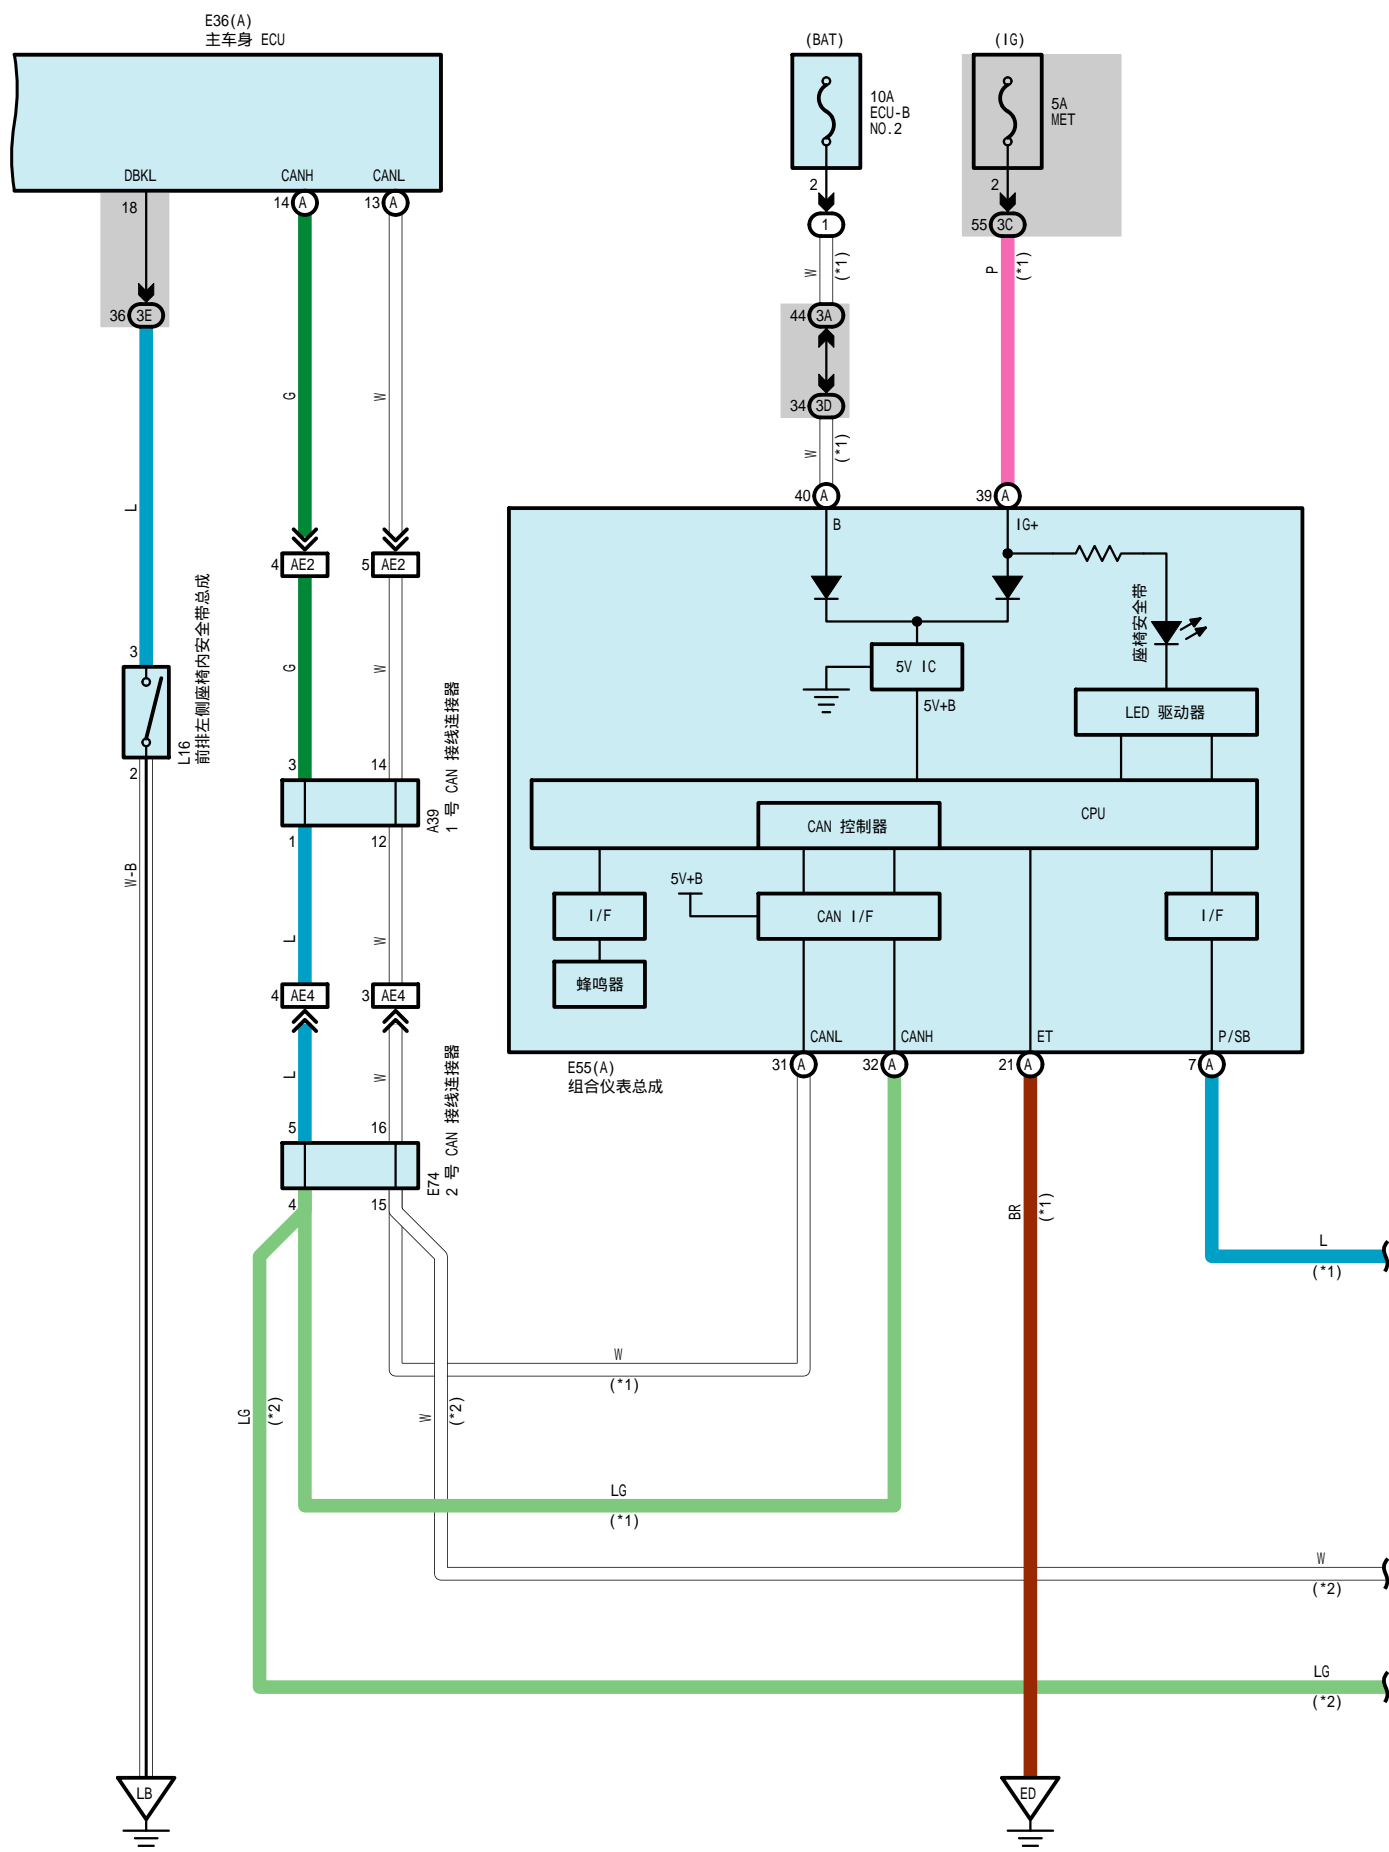 E36(A)
主车身 ECU
(BAT)
(IG)
10A
ECU-B
NO.2
5A
MET
DBKL
CANH
CANL
18
14
A
13
A
2
2
1
55
3C
W
(*1)
P
(*1)
36
3E
44
3A
34
3D
G
W
W
(*1)
L
40
A
39
A
B
IG+
4
AE2
5
AE2
座椅安全带
3
L16
前排左侧座椅内安全带总成
G
W
5V IC
5V+B
LED 驱动器
2
3
14
A39
1 号 CAN 接线连接器
CPU
CAN 控制器
1
12
W-B
5V+B
I/F
CAN I/F
I/F
L
W
蜂鸣器
4
AE4
3
AE4
CANL
CANH
ET
P/SB
E55(A)
组合仪表总成
31
A
32
A
21
A
7
A
L
W
5
16
E74
2 号 CAN 接线连接器
4
15
BR
(*1)
L
(*1)
W
(*1)
LG
(*2)
W
(*2)
LG
(*1)
W
(*2)
LG
(*2)
LB
ED